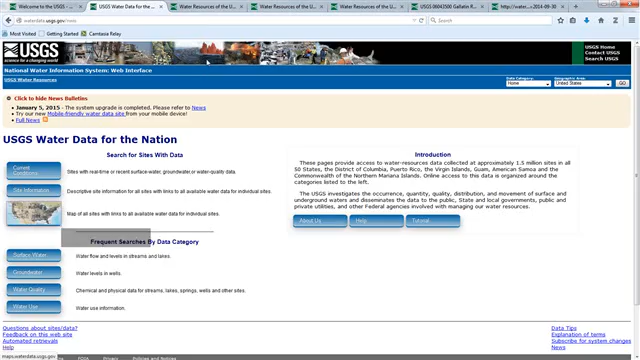 Welcome to the USGS - U...
USGS Water Data for the...
Water Resources of the U...
Water Resources of the U...
Water Resources of the U...
USGS 06043500 Gallatin R...
http://water...=2014-09-30
waterdata.usgs.gov/nwis
Search
Most Visited
Getting Started
Camtasia Relay
USGS
science for a changing world
USGS Home
Contact USGS
Search USGS
National Water Information System: Web Interface
USGS Water Resources
Data Category:
Home
Geographic Area:
United States
GO
Click to hide News Bulletins
January 5, 2015 - The system upgrade is completed. Please refer to News
Try our new Mobile-friendly water data site from your mobile device!
Full News
USGS Water Data for the Nation
Search for Sites With Data
Current Conditions
Sites with real-time or recent surface-water, groundwater, or water-quality data.
Site Information
Descriptive site information for all sites with links to all available water data for individual sites.
Map of all sites with links to all available water data for individual sites.
Frequent Searches By Data Category
Surface Water
Water flow and levels in streams and lakes.
Groundwater
Water levels in wells.
Water Quality
Chemical and physical data for streams, lakes, springs, wells and other sites.
Water Use
Water use information.
Introduction
These pages provide access to water-resources data collected at approximately 1.5 million sites in all
50 States, the District of Columbia, Puerto Rico, the Virgin Islands, Guam, American Samoa and the
Commonwealth of the Northern Mariana Islands. Online access to this data is organized around the
categories listed to the left.
The USGS investigates the occurrence, quantity, quality, distribution, and movement of surface and
underground waters and disseminates the data to the public, State and local governments, public and
private utilities, and other Federal agencies involved with managing our water resources.
About Us
Help
Tutorial
Questions about sites/data?
Feedback on this web site
Automated retrievals
Help
Data Tips
Explanation of terms
Subscribe for system changes
News
maps.waterdata.usgs.gov
FOIA
Privacy
Policies and Notices